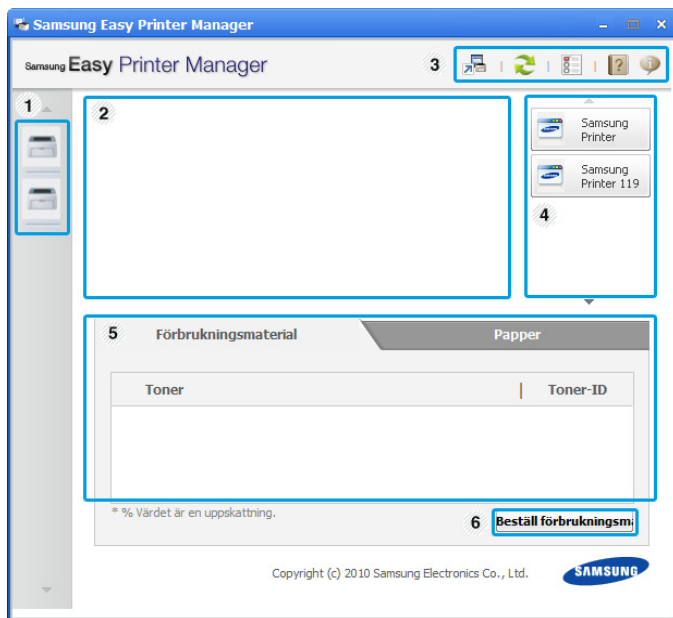 Samsung Easy Printer Manager
Samsung Easy Printer Manager
3
?
1
2
Samsung
Printer
Samsung
Printer 119
4
5 Förbrukningsmaterial Papper
Toner | Toner-ID
* % Värdet är en uppskattning.
6 Beställ förbrukningsma
Copyright (c) 2010 Samsung Electronics Co., Ltd. SAMSUNG